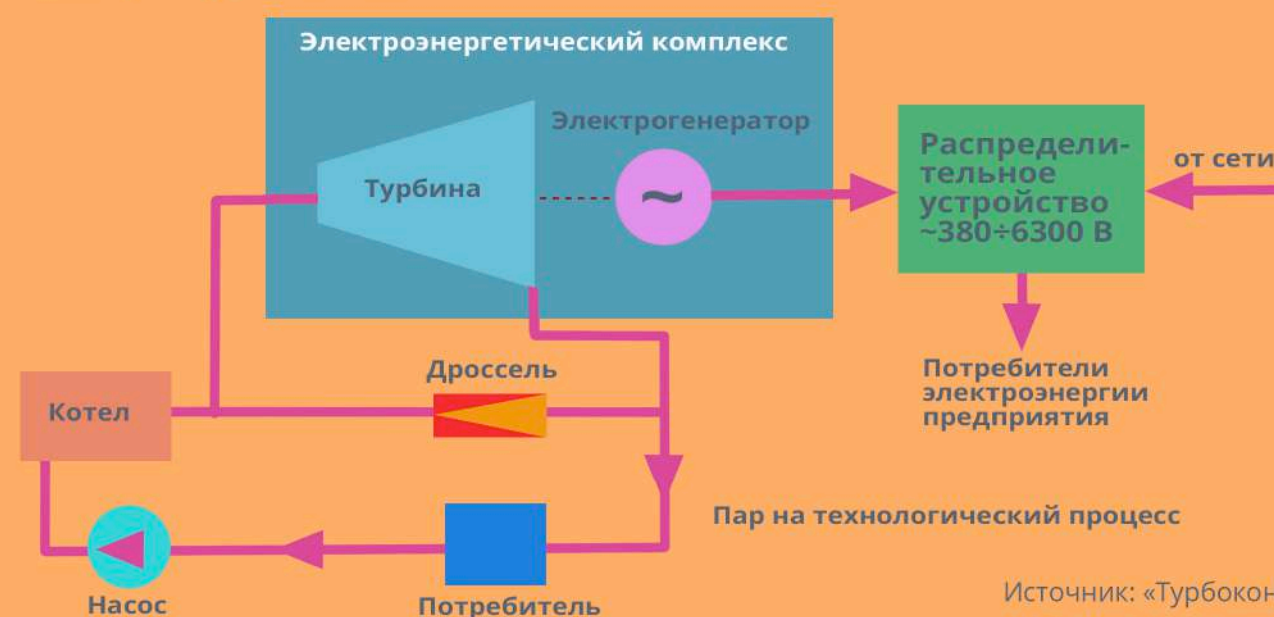 Электроэнергетический комплекс
Электрогенератор
Турбина
~
Распредели-
тельное
устройство
~380÷6300 В
от сети
Дроссель
Котел
Потребители
электроэнергии
предприятия
Пар на технологический процесс
Насос
Потребитель
Источник: «Турбокон